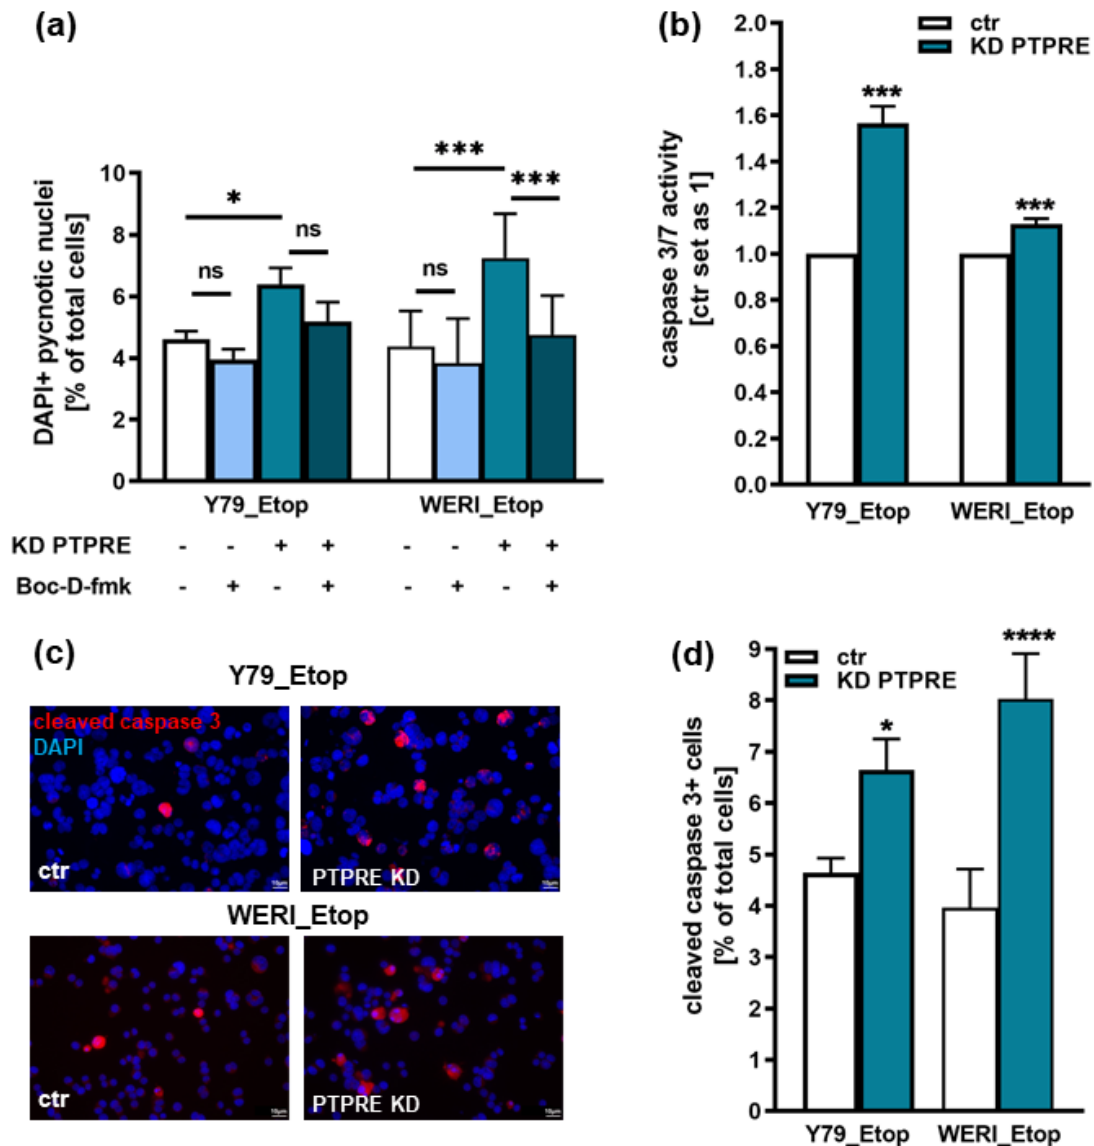 (a)
DAPI+ pycnotic nuclei
[% of total cells]
10
8
6
4
2
0
ns
*
ns
ns
***
***
Y79_Etop
WERI_Etop
KD PTPRE - - + + - - + +
Boc-D-fmk - + - + - + - +
(b)
ctr
KD PTPRE
caspase 3/7 activity
[ctr set as 1]
2.0
1.8
1.6
1.4
1.2
1.0
0.8
0.6
0.4
0.2
0.0
***
***
Y79_Etop
WERI_Etop
(c)
Y79_Etop
cleaved caspase 3
DAPI
ctr
10µm
PTPRE KD
10µm
WERI_Etop
ctr
10µm
PTPRE KD
10µm
(d)
ctr
KD PTPRE
cleaved caspase 3+ cells
[% of total cells]
9
8
7
6
5
4
3
2
1
0
*
****
Y79_Etop
WERI_Etop